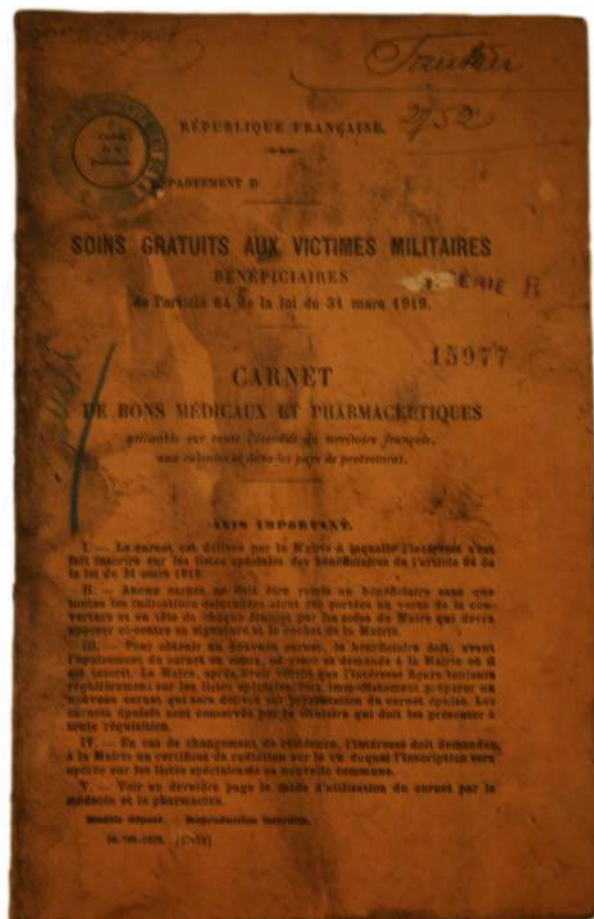 2752
RÉPUBLIQUE FRANÇAISE.
DÉPARTEMENT D
SOINS GRATUITS AUX VICTIMES MILITAIRES
BÉNÉFICIAIRES
de l'article 64 de la loi du 31 mars 1919.
SÉRIE R
15977
CARNET
DE BONS MÉDICAUX ET PHARMACEUTIQUES
utilisable sur toute l'étendue du territoire français,
aux colonies et dans les pays de protectorat.
AVIS IMPORTANT.
I. — Le carnet est délivré par la Mairie à laquelle l'intéressé s'est
fait inscrire sur les listes spéciales des bénéficiaires de l'article 64 de
la loi du 31 mars 1919.
II. — Aucun carnet ne doit être remis au bénéficiaire sans que
toutes les indications demandées aient été portées au verso de la cou-
verture et en tête de chaque feuillet par les soins du Maire qui devra
apposer ci-contre sa signature et le cachet de la Mairie.
III. — Pour obtenir un nouveau carnet, le bénéficiaire doit, avant
l'épuisement du carnet en cours, adresser sa demande à la Mairie où il
est inscrit. Le Maire, après avoir vérifié que l'intéressé figure toujours
régulièrement sur les listes spéciales, fera immédiatement préparer un
nouveau carnet qui sera délivré sur présentation du carnet épuisé. Les
carnets épuisés sont conservés par le titulaire qui doit les présenter à
toute réquisition.
IV. — En cas de changement de résidence, l'intéressé doit demander
à la Mairie un certificat de radiation sur le vu duquel l'inscription sera
opérée sur les listes spéciales de sa nouvelle commune.
V. — Voir en dernière page le mode d'utilisation du carnet par le
médecin et le pharmacien.
Modèle déposé. — Reproduction interdite.